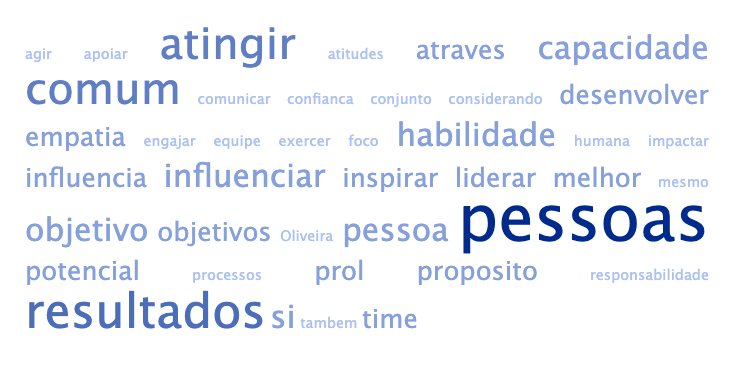 agir apoiar atingir atitudes atraves capacidade
comum comunicar confianca conjunto considerando desenvolver
empatia engajar equipe exercer foco habilidade humana impactar
influencia influenciar inspirar liderar melhor mesmo
objetivo objetivos Oliveira pessoa pessoas
potencial processos prol proposito responsabilidade
resultados si tambem time